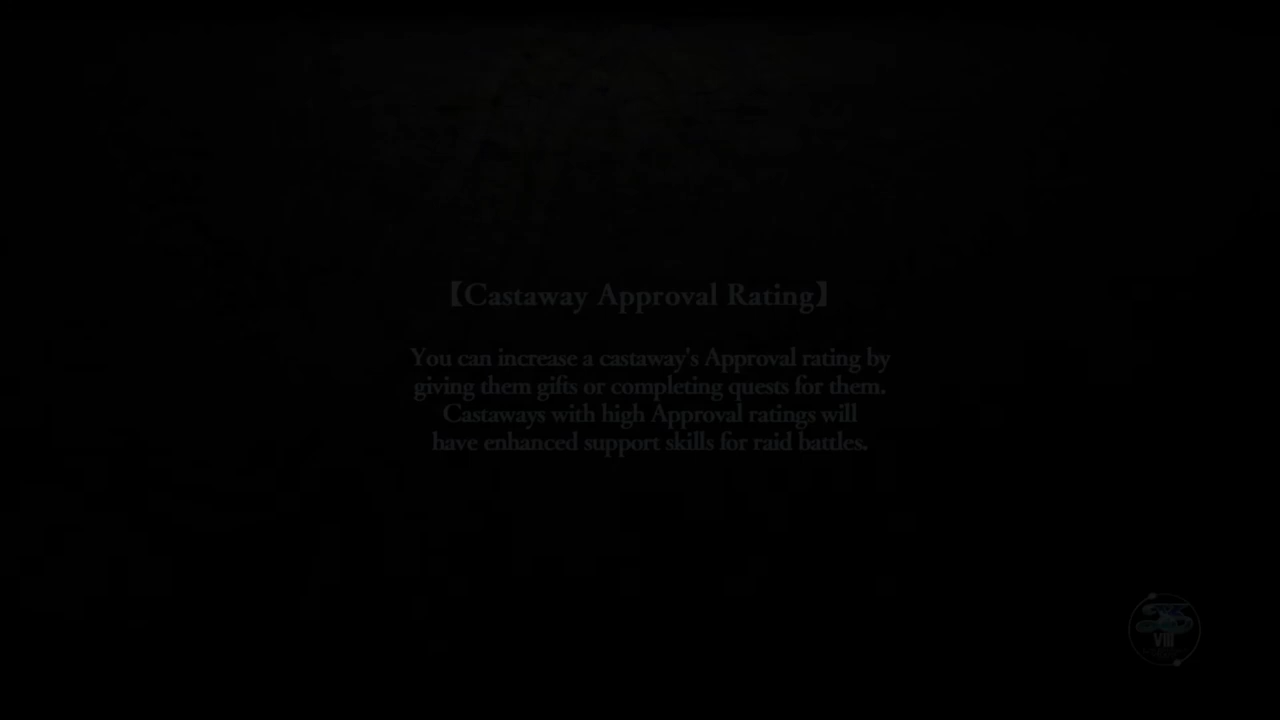 【Castaway Approval Rating】
You can increase a castaway's Approval rating by
giving them gifts or completing quests for them.
Castaways with high Approval ratings will
have enhanced support skills for raid battles.
VIII